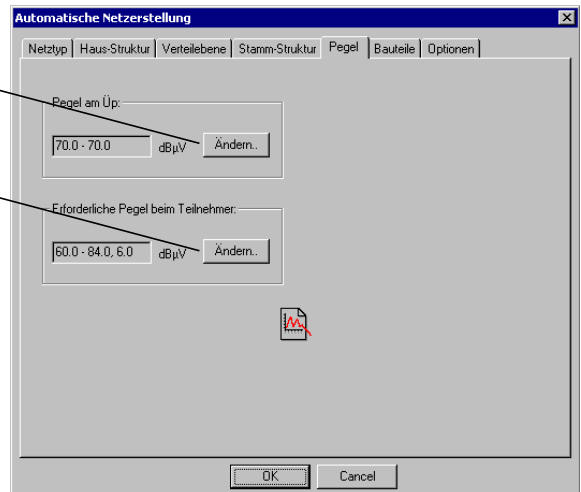 Automatische Netzerstellung
Netztyp Haus-Struktur Verteilebene Stamm-Struktur Pegel Bauteile Optionen
Pegel am Üp:
70.0 - 70.0 dBµV Ändern..
Erforderliche Pegel beim Teilnehmer:
60.0 - 84.0, 6.0 dBµV Ändern..
OK Cancel